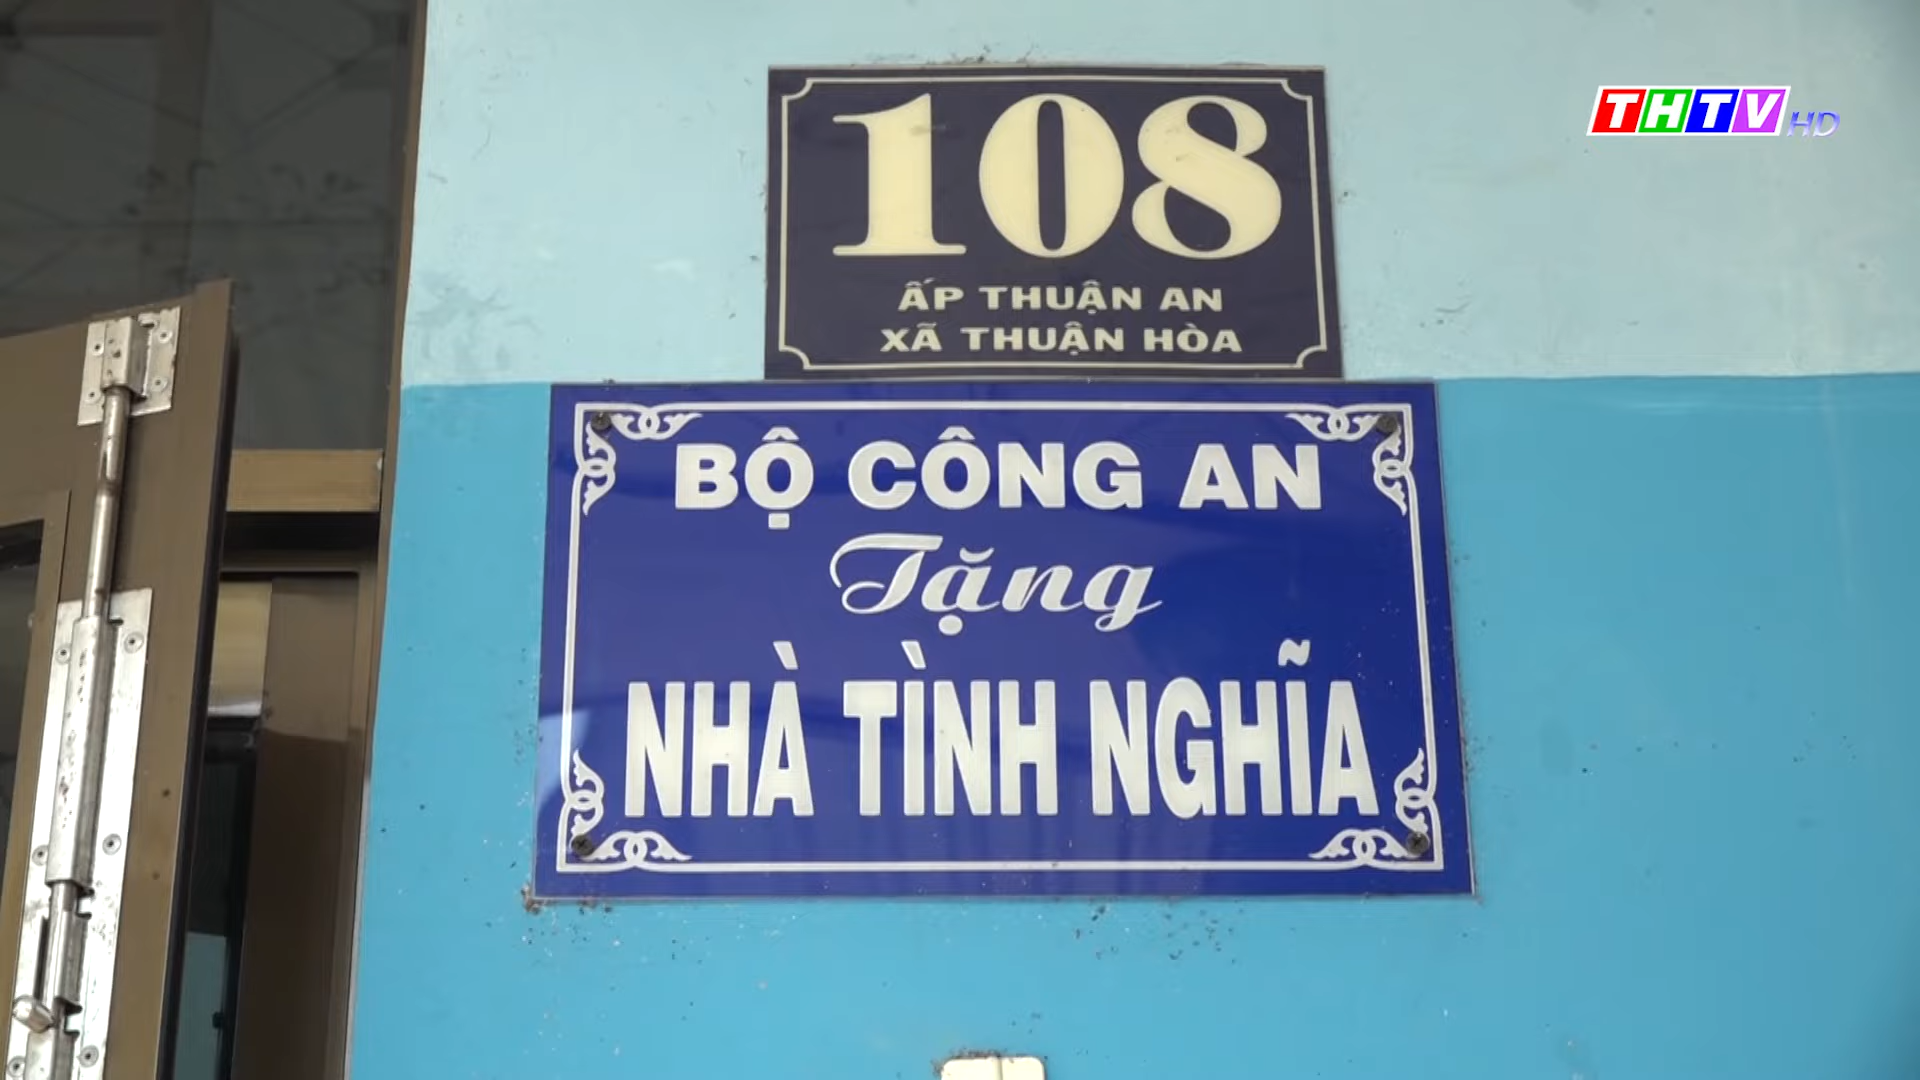 108
ẤP THUẬN AN
XÃ THUẬN HÒA
THTV HD
BỘ CÔNG AN
Tặng
NHÀ TÌNH NGHĨA